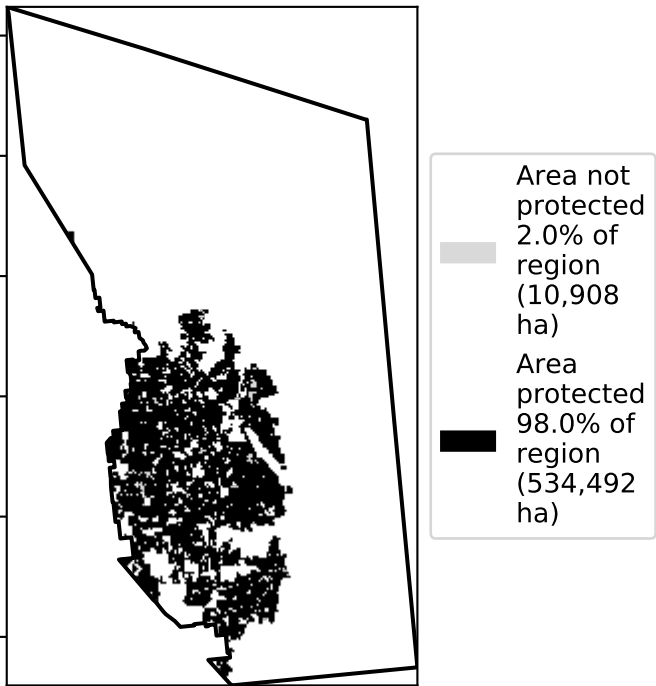 Area not
protected
2.0% of
region
(10,908
ha)
Area
protected
98.0% of
region
(534,492
ha)